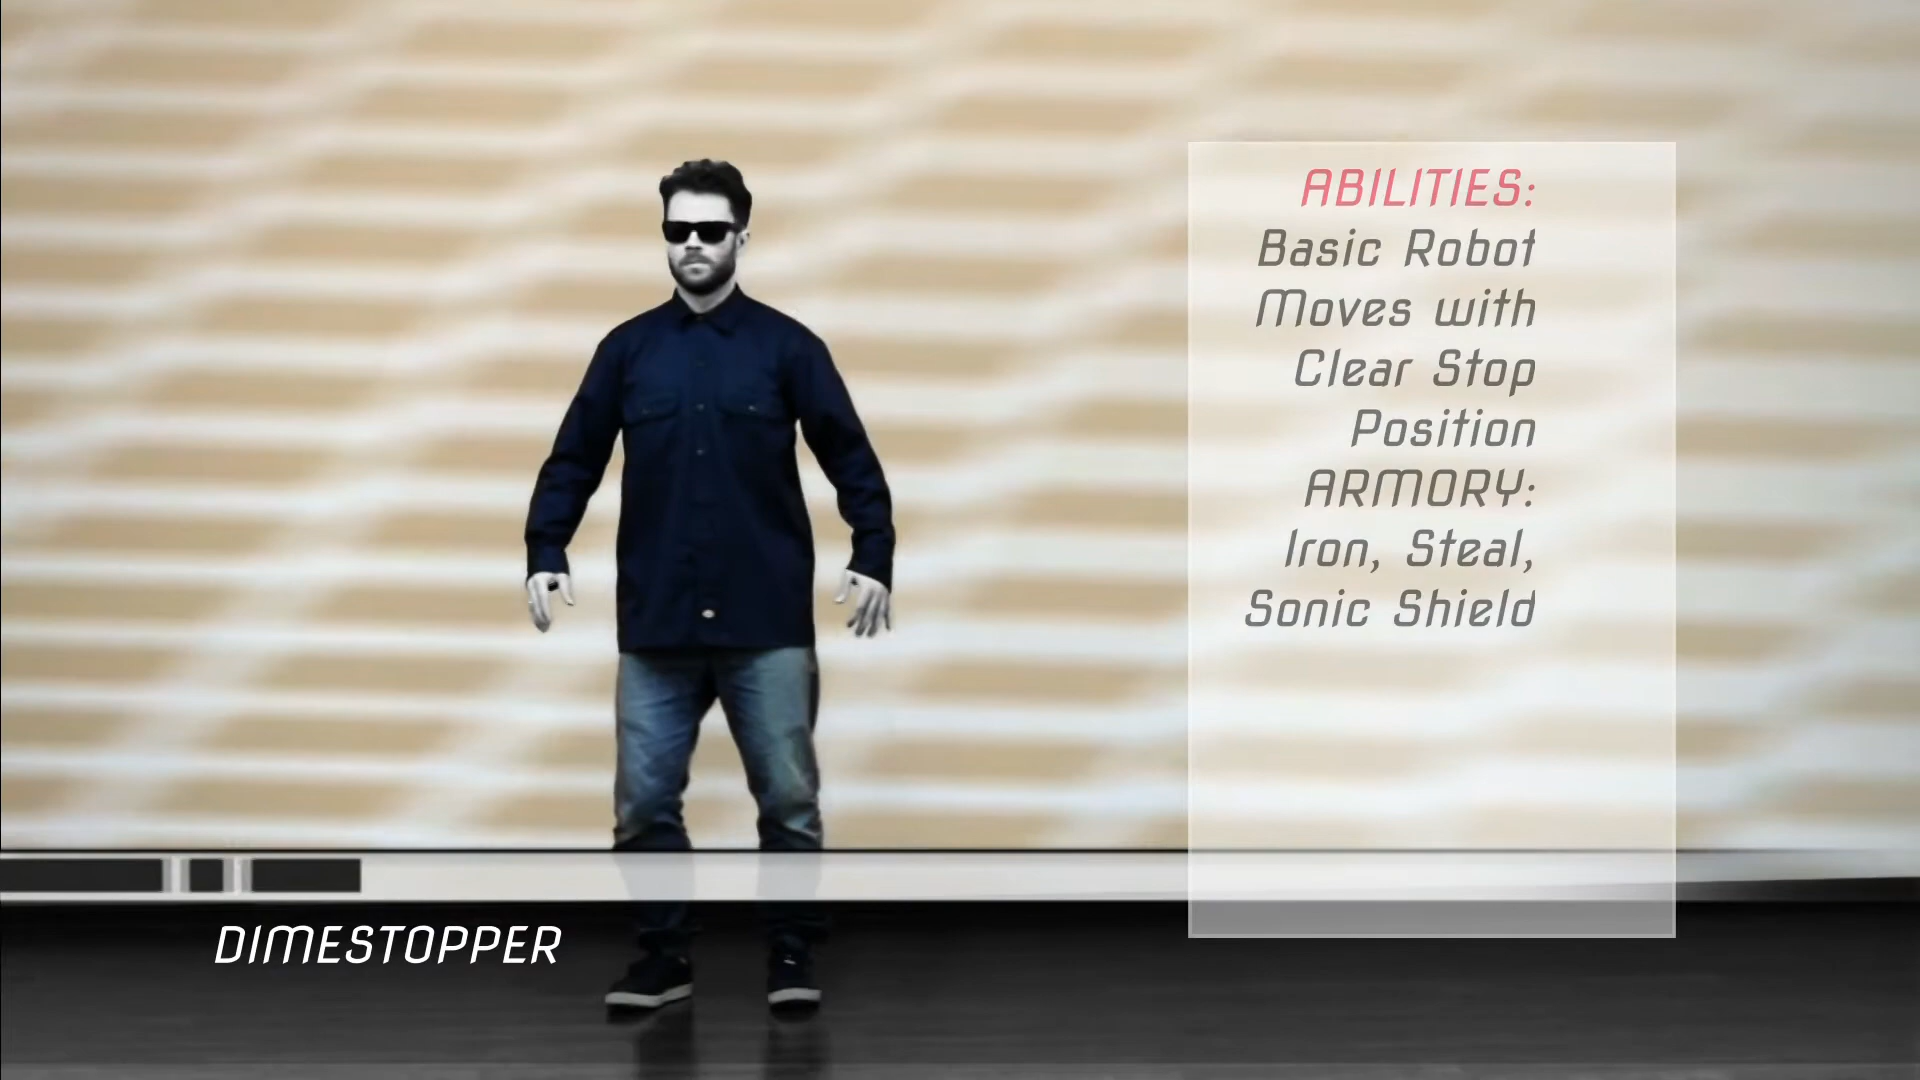 ABILITIES:
Basic Robot
Moves with
Clear Stop
Position
ARMORY:
Iron, Steal,
Sonic Shield
DIMESTOPPER